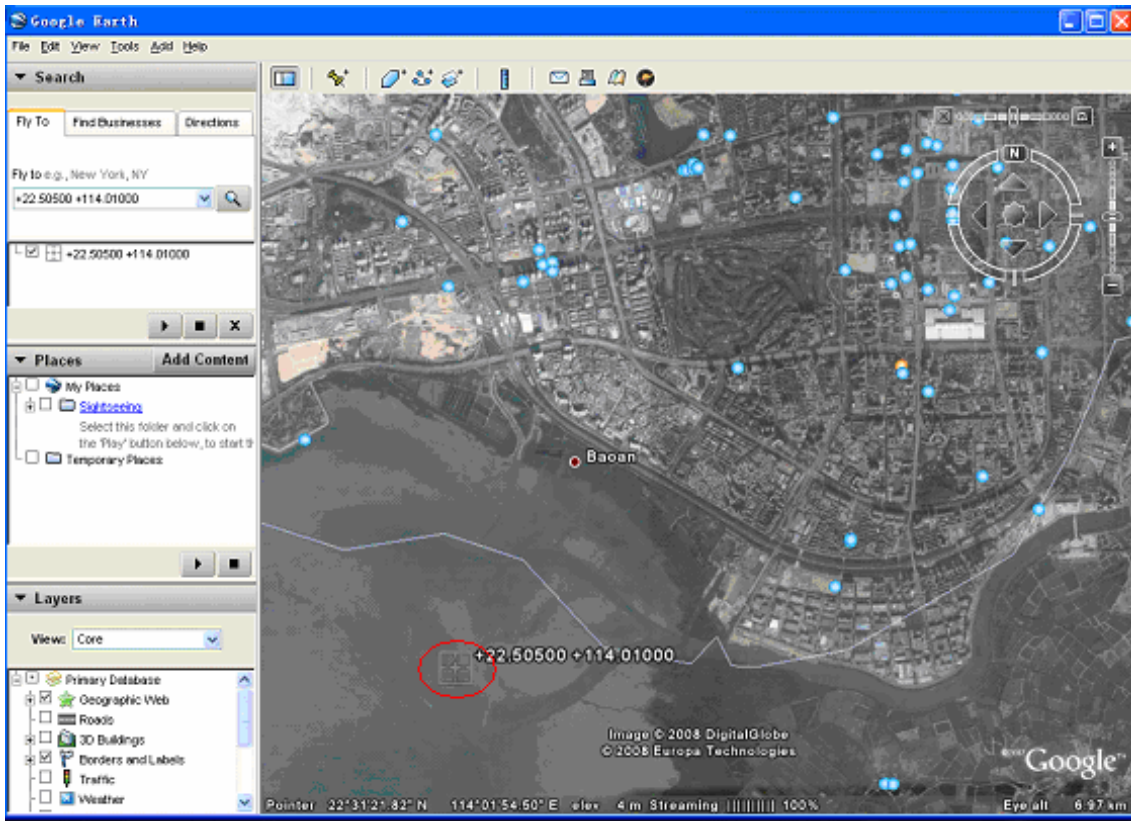 Google Earth
File Edit View Tools Add Help
Search
Fly To Find Businesses Directions
Fly to e.g., New York, NY
+22.50500 +114.01000
+22.50500 +114.01000
Places Add Content
My Places
Sightseeing
Select this folder and click on
the 'Play' button below, to start th
Temporary Places
Layers
View: Core
Primary Database
Geographic Web
Roads
3D Buildings
Borders and Labels
Traffic
Weather
N
Baoan
+22.50500 +114.01000
Image © 2008 DigitalGlobe
© 2008 Europa Technologies
Google
Pointer 22°31'21.82" N 114°01'54.50" E elev 4 m Streaming |||||||||| 100% Eye alt 6.97 km